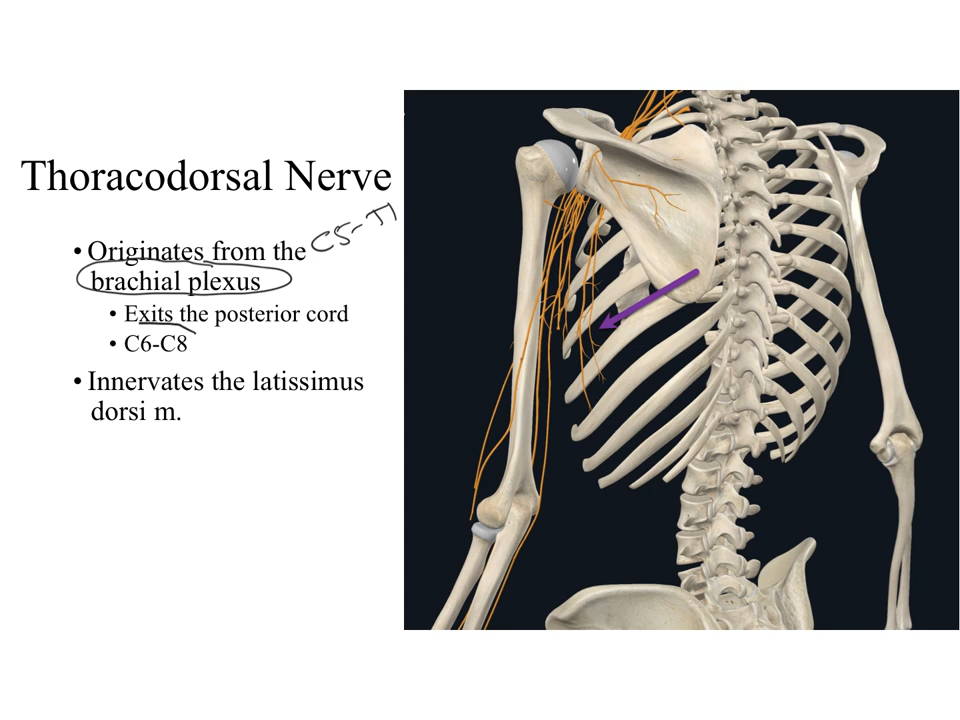 Thoracodorsal Nerve
C5-T1
• Originates from the
brachial plexus
• Exits the posterior cord
• C6-C8
• Innervates the latissimus
dorsi m.